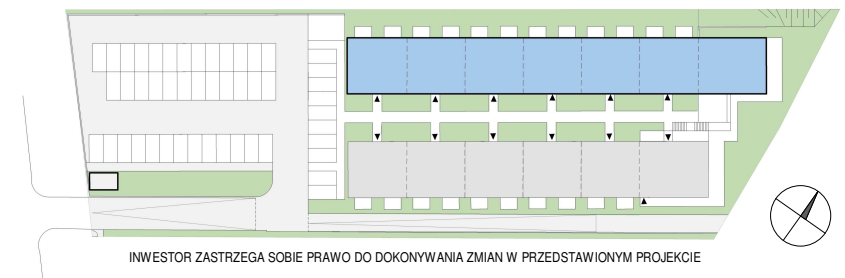 INWESTOR ZASTRZEGA SOBIE PRAWO DO DOKONYWANIA ZMIAN W PRZEDSTAWIONYM PROJEKCIE